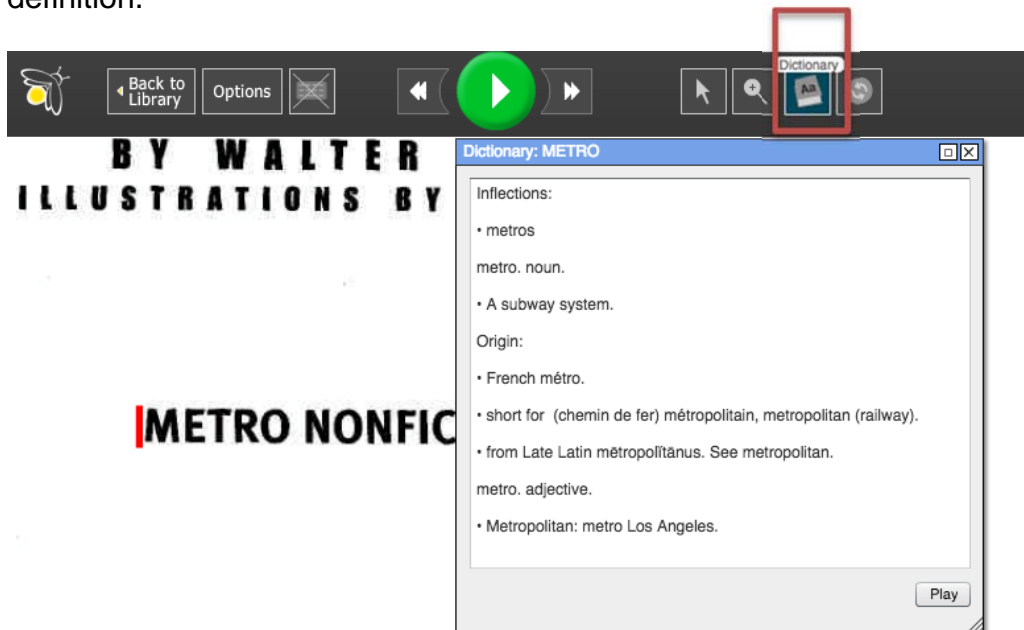 definition.
Dictionary
Back to
Library
Options
Aa
BY WALTER
ILLUSTRATIONS BY
METRO NONFIC
Dictionary: METRO
Inflections:
• metros
metro. noun.
• A subway system.
Origin:
• French métro.
• short for (chemin de fer) métropolitain, metropolitan (railway).
• from Late Latin mētropolītānus. See metropolitan.
metro. adjective.
• Metropolitan: metro Los Angeles.
Play